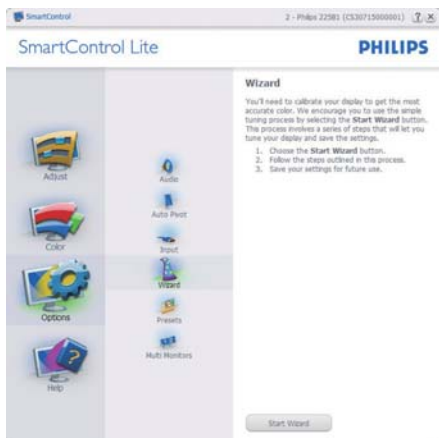 SmartControl
2 - Philips 225B1 (CS30715000001)
SmartControl Lite
PHILIPS
Adjust
Color
Options
Help
Audio
Auto Pivot
Input
Wizard
Presets
Multi Monitors
Wizard
You'll need to calibrate your display to get the most
accurate color. We encourage you to use the simple
tuning process by selecting the Start Wizard button.
This process involves a series of steps that will let you
tune your display and save the settings.
1. Choose the Start Wizard button.
2. Follow the steps outlined in this process.
3. Save your settings for future use.
Start Wizard